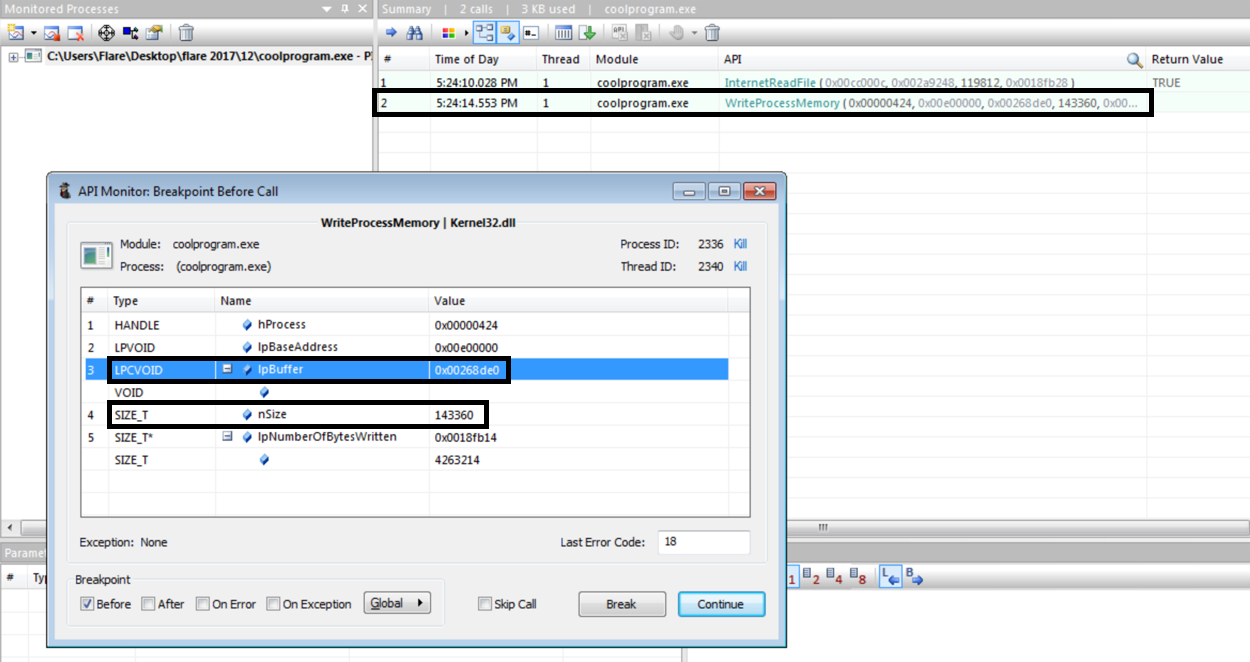 Monitored Processes
Summary | 2 calls | 3 KB used | coolprogram.exe
C:\Users\Flare\Desktop\flare 2017\12\coolprogram.exe - P
# Time of Day Thread Module API Return Value
1 5:24:10.028 PM 1 coolprogram.exe InternetReadFile ( 0x00cc000c, 0x002a9248, 119812, 0x0018fb28 ) TRUE
2 5:24:14.553 PM 1 coolprogram.exe WriteProcessMemory ( 0x00000424, 0x00e00000, 0x00268de0, 143360, 0x00...
API Monitor: Breakpoint Before Call
WriteProcessMemory | Kernel32.dll
Module: coolprogram.exe Process ID: 2336 Kill
Process: (coolprogram.exe) Thread ID: 2340 Kill
# Type Name Value
1 HANDLE hProcess 0x00000424
2 LPVOID lpBaseAddress 0x00e00000
3 LPCVOID lpBuffer 0x00268de0
VOID
4 SIZE_T nSize 143360
5 SIZE_T* lpNumberOfBytesWritten 0x0018fb14
SIZE_T 4263214
Exception: None Last Error Code: 18
Parame
# Ty
1 2 4 8 L B
Breakpoint
Before After On Error On Exception Global Skip Call Break Continue